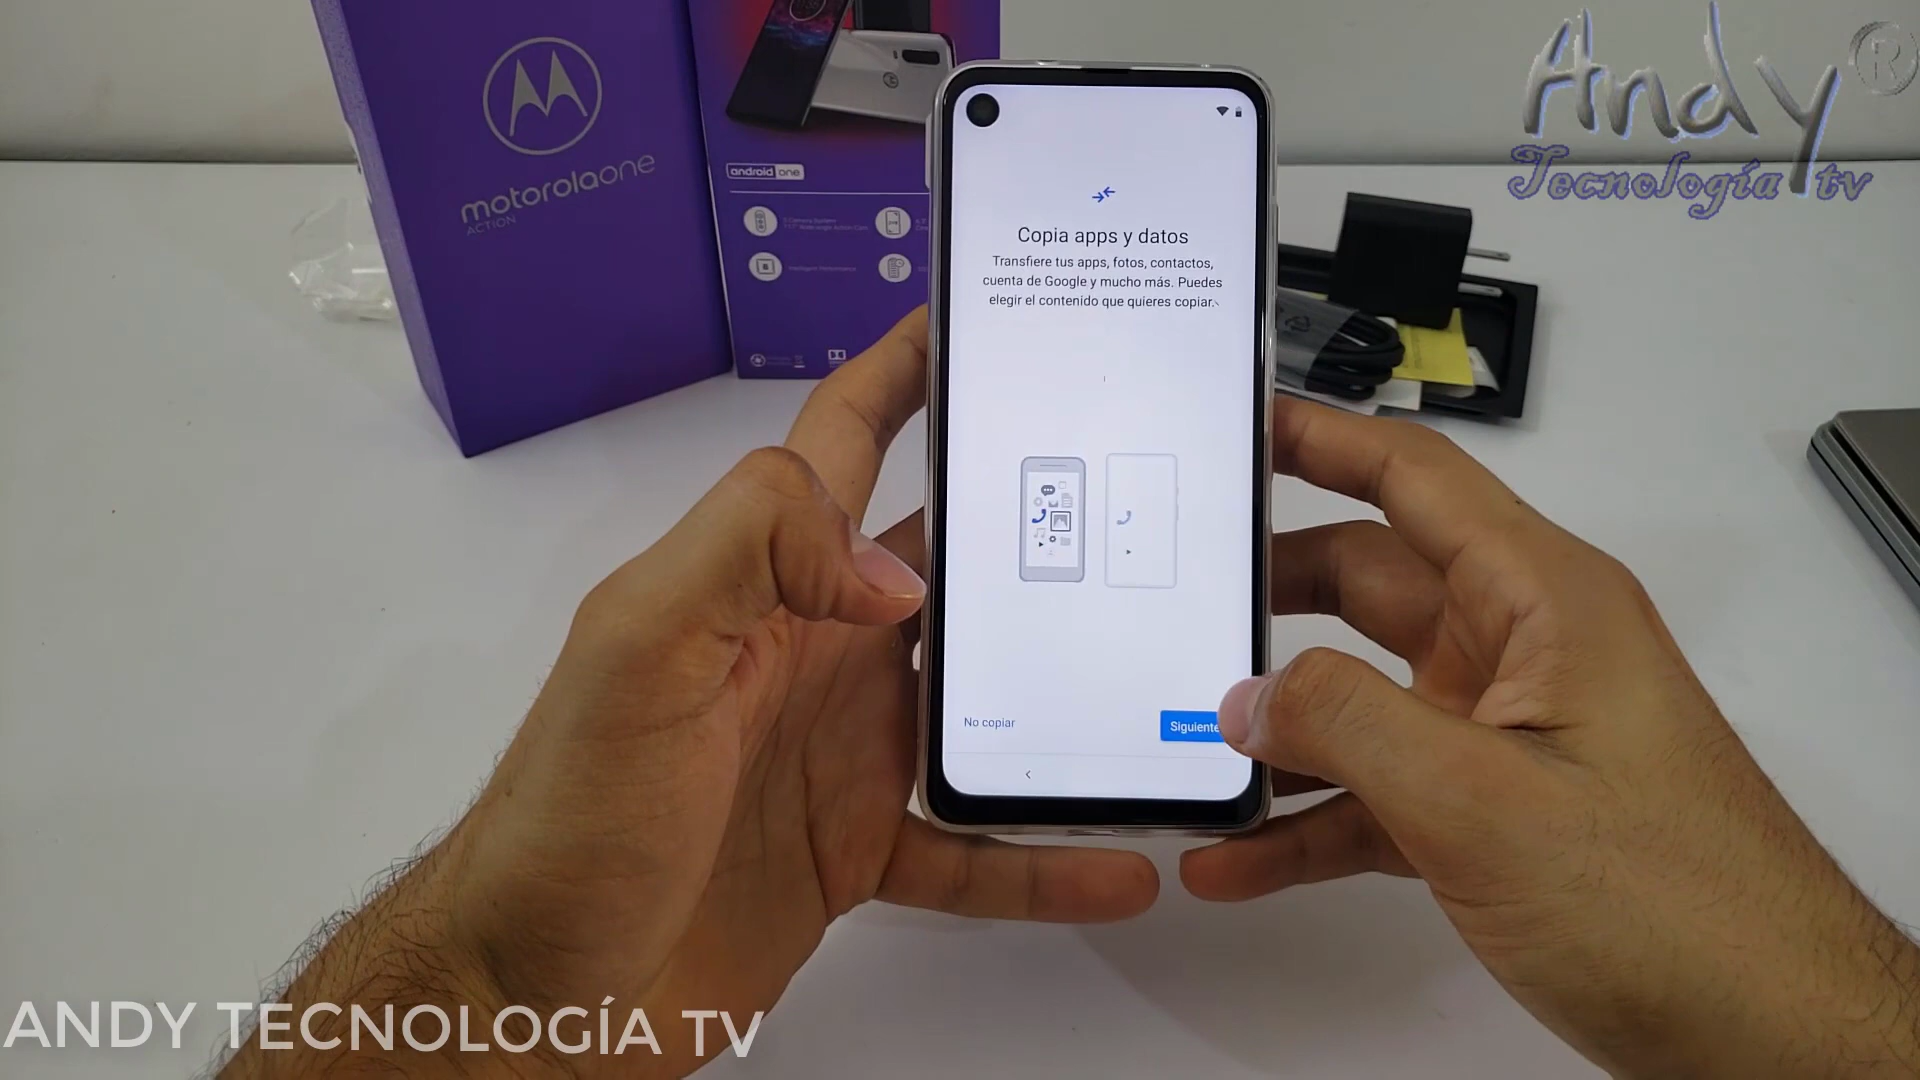 Andy ®
Tecnología tv
motorola one
ACTION
android one
Copia apps y datos
Transfiere tus apps, fotos, contactos,
cuenta de Google y mucho más. Puedes
elegir el contenido que quieres copiar.
No copiar
Siguiente
ANDY TECNOLOGÍA TV